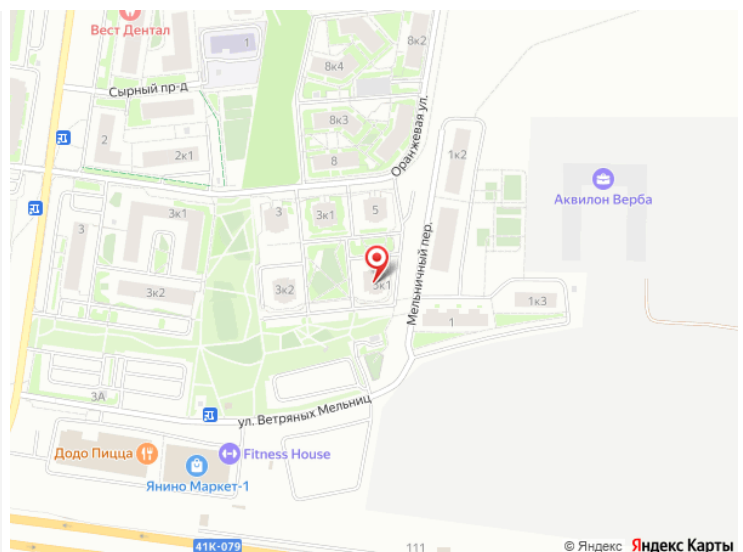 Вест Дентал
1
8к2
8к4
Сырный пр-д
8к3
Оранжевая ул.
2
2к1
8
1к2
Аквилон Верба
3к1
3
3к1
5
3
Мельничный пер.
3к2
3к2
5к1
1к3
1
3А
ул. Ветряных Мельниц
Додо Пицца
Fitness House
Янино Маркет-1
41К-079
111
© Яндекс Яндекс Карты